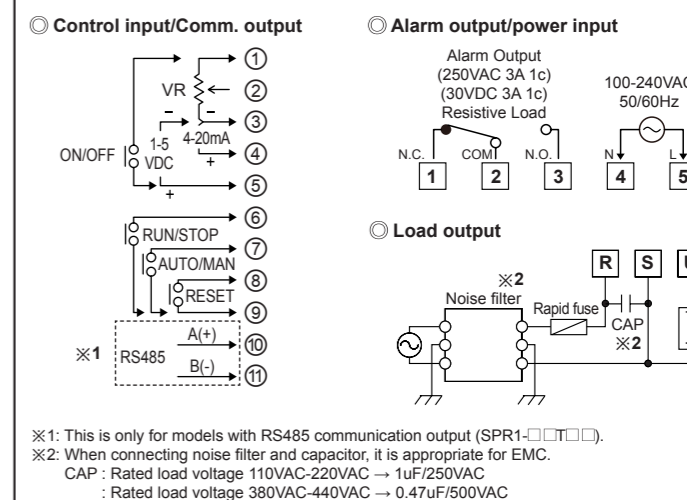 ◎ Control input/Comm. output
①
VR
②
③
4-20mA
④
ON/OFF
1-5
VDC
⑤
− − + +
⑥
RUN/STOP
⑦
AUTO/MAN
⑧
RESET
⑨
※1
RS485
A(+)
⑩
B(-)
⑪
◎ Alarm output/power input
Alarm Output
(250VAC 3A 1c)
(30VDC 3A 1c)
Resistive Load
N.C. COM N.O.
1 2 3
100-240VAC
50/60Hz
N L
4 5
◎ Load output
R S U
※2
Noise filter
Rapid fuse
CAP
※2
※1: This is only for models with RS485 communication output (SPR1-□□T□□).
※2: When connecting noise filter and capacitor, it is appropriate for EMC.
CAP : Rated load voltage 110VAC-220VAC → 1uF/250VAC
: Rated load voltage 380VAC-440VAC → 0.47uF/500VAC